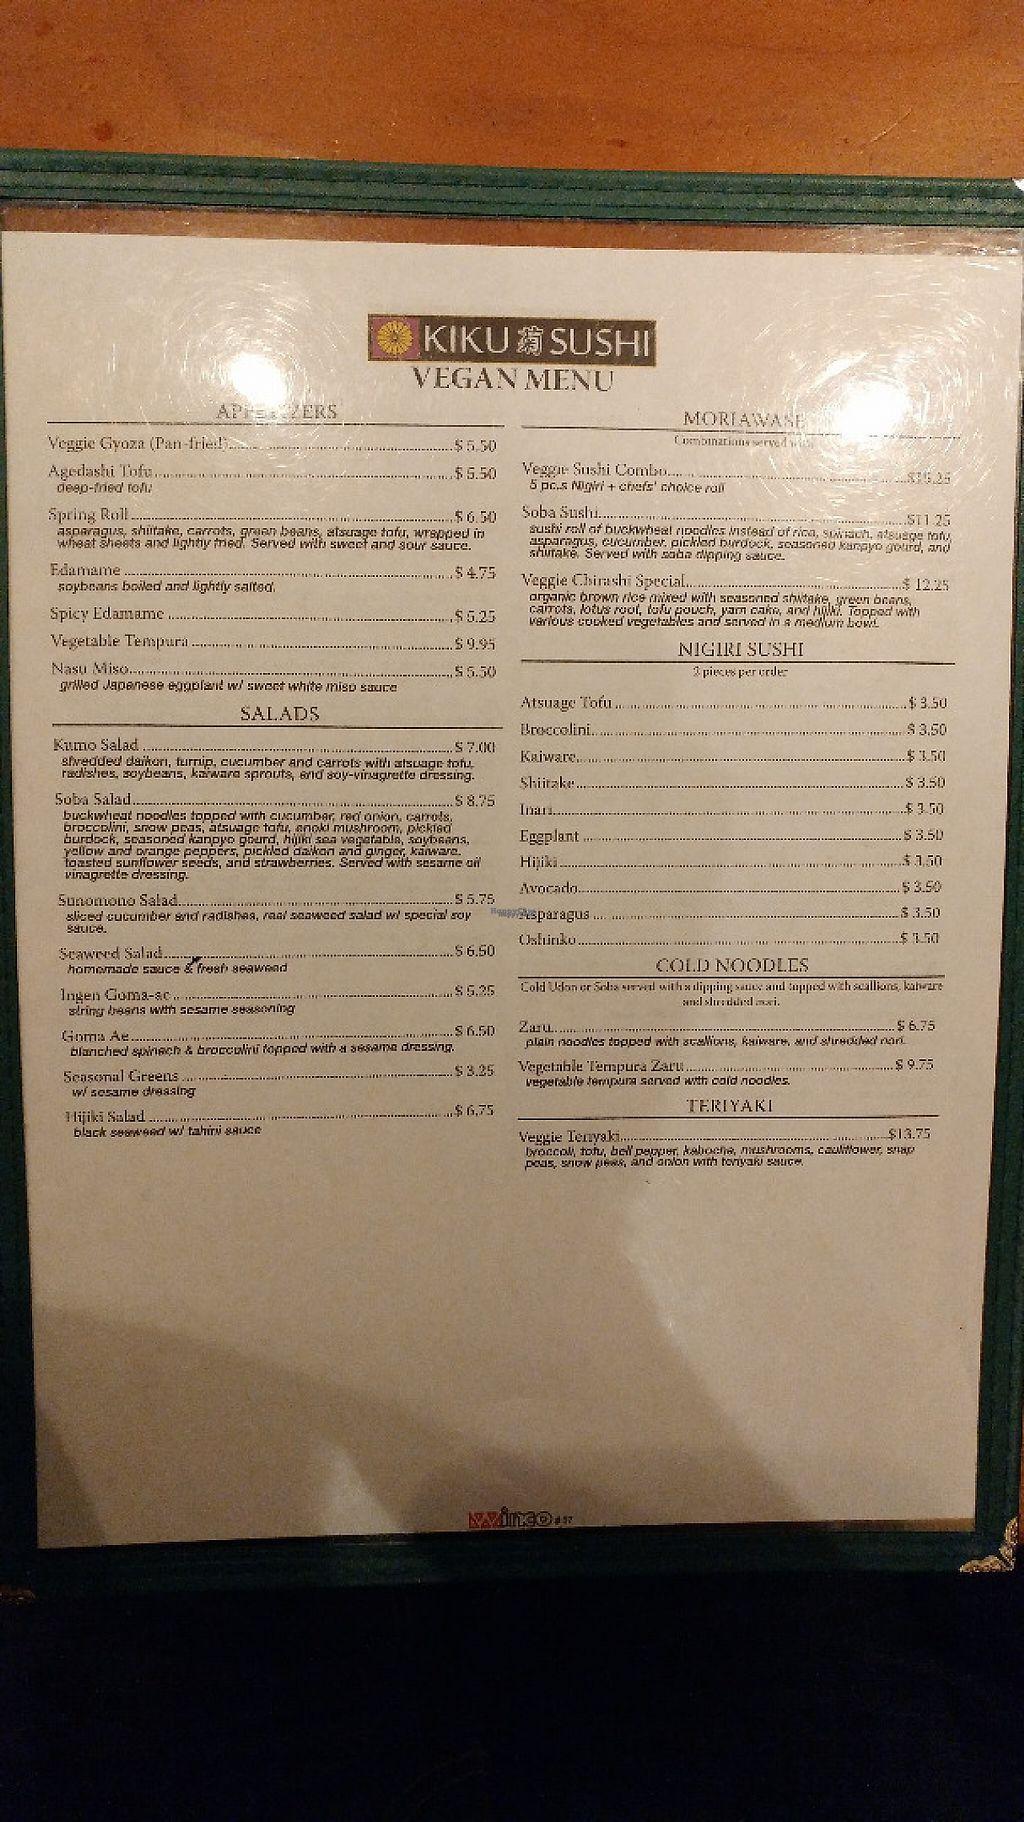 KIKU 菊 SUSHI
VEGAN MENU
APPETIZERS
Veggie Gyoza (Pan-fried) $ 5.50
Agedashi Tofu $ 5.50
deep-fried tofu
Spring Roll $ 6.50
asparagus, shiitake, carrots, green beans, atsuage tofu, wrapped in
wheat sheets and lightly fried. Served with sweet and sour sauce.
Edamame $ 4.75
soybeans boiled and lightly salted.
Spicy Edamame $ 5.25
Vegetable Tempura $ 9.95
Nasu Miso $ 5.50
grilled Japanese eggplant w/ sweet white miso sauce
SALADS
Kumo Salad $ 7.00
shredded daikon, turnip, cucumber and carrots with atsuage tofu,
radishes, soybeans, kaiware sprouts, and soy-vinagrette dressing.
Soba Salad $ 8.75
buckwheat noodles topped with cucumber, red onion, carrots,
broccolini, snow peas, atsuage tofu, enoki mushroom, pickled
burdock, seasoned kanpyo gourd, hijiki sea vegetable, soybeans,
yellow and orange peppers, pickled daikon and ginger, kaiware,
toasted sunflower seeds, and strawberries. Served with sesame oil
vinagrette dressing.
Sunomono Salad $ 5.75
sliced cucumber and radishes, real seaweed salad w/ special soy
sauce.
Seaweed Salad $ 6.50
homemade sauce & fresh seaweed
Ingen Goma-ae $ 5.25
string beans with sesame seasoning
Goma Ae $ 6.50
blanched spinach & broccolini topped with a sesame dressing.
Seasonal Greens $ 3.25
w/ sesame dressing
Hijiki Salad $ 6.75
black seaweed w/ tahini sauce
MORIAWASE
Combinations served
Veggie Sushi Combo
5 pc.s Nigiri + chefs' choice roll
Soba Sushi $11.25
sushi roll of buckwheat noodles instead of rice, spinach, atsuage tofu,
asparagus, cucumber, pickled burdock, seasoned kanpyo gourd, and
shiitake. Served with soba dipping sauce.
Veggie Chirashi Special $ 12.25
organic brown rice mixed with seasoned shiitake, green beans,
carrots, lotus root, tofu pouch, yam cake, and hijiki. Topped with
various cooked vegetables and served in a medium bowl.
NIGIRI SUSHI
2 pieces per order
Atsuage Tofu $ 3.50
Broccolini $ 3.50
Kaiware $ 3.50
Shiitake $ 3.50
Inari $ 3.50
Eggplant $ 3.50
Hijiki $ 3.50
Avocado $ 3.50
Asparagus $ 3.50
Oshinko $ 3.50
COLD NOODLES
Cold Udon or Soba served with a dipping sauce and topped with scallions, kaiware
and shredded nori.
Zaru $ 6.75
plain noodles topped with scallions, kaiware, and shredded nori.
Vegetable Tempura Zaru $ 9.75
vegetable tempura served with cold noodles.
TERIYAKI
Veggie Teriyaki $13.75
broccoli, tofu, bell pepper, kabocha, mushrooms, cauliflower, snap
peas, snow peas, and onion with teriyaki sauce.
HappyCow
winco #57